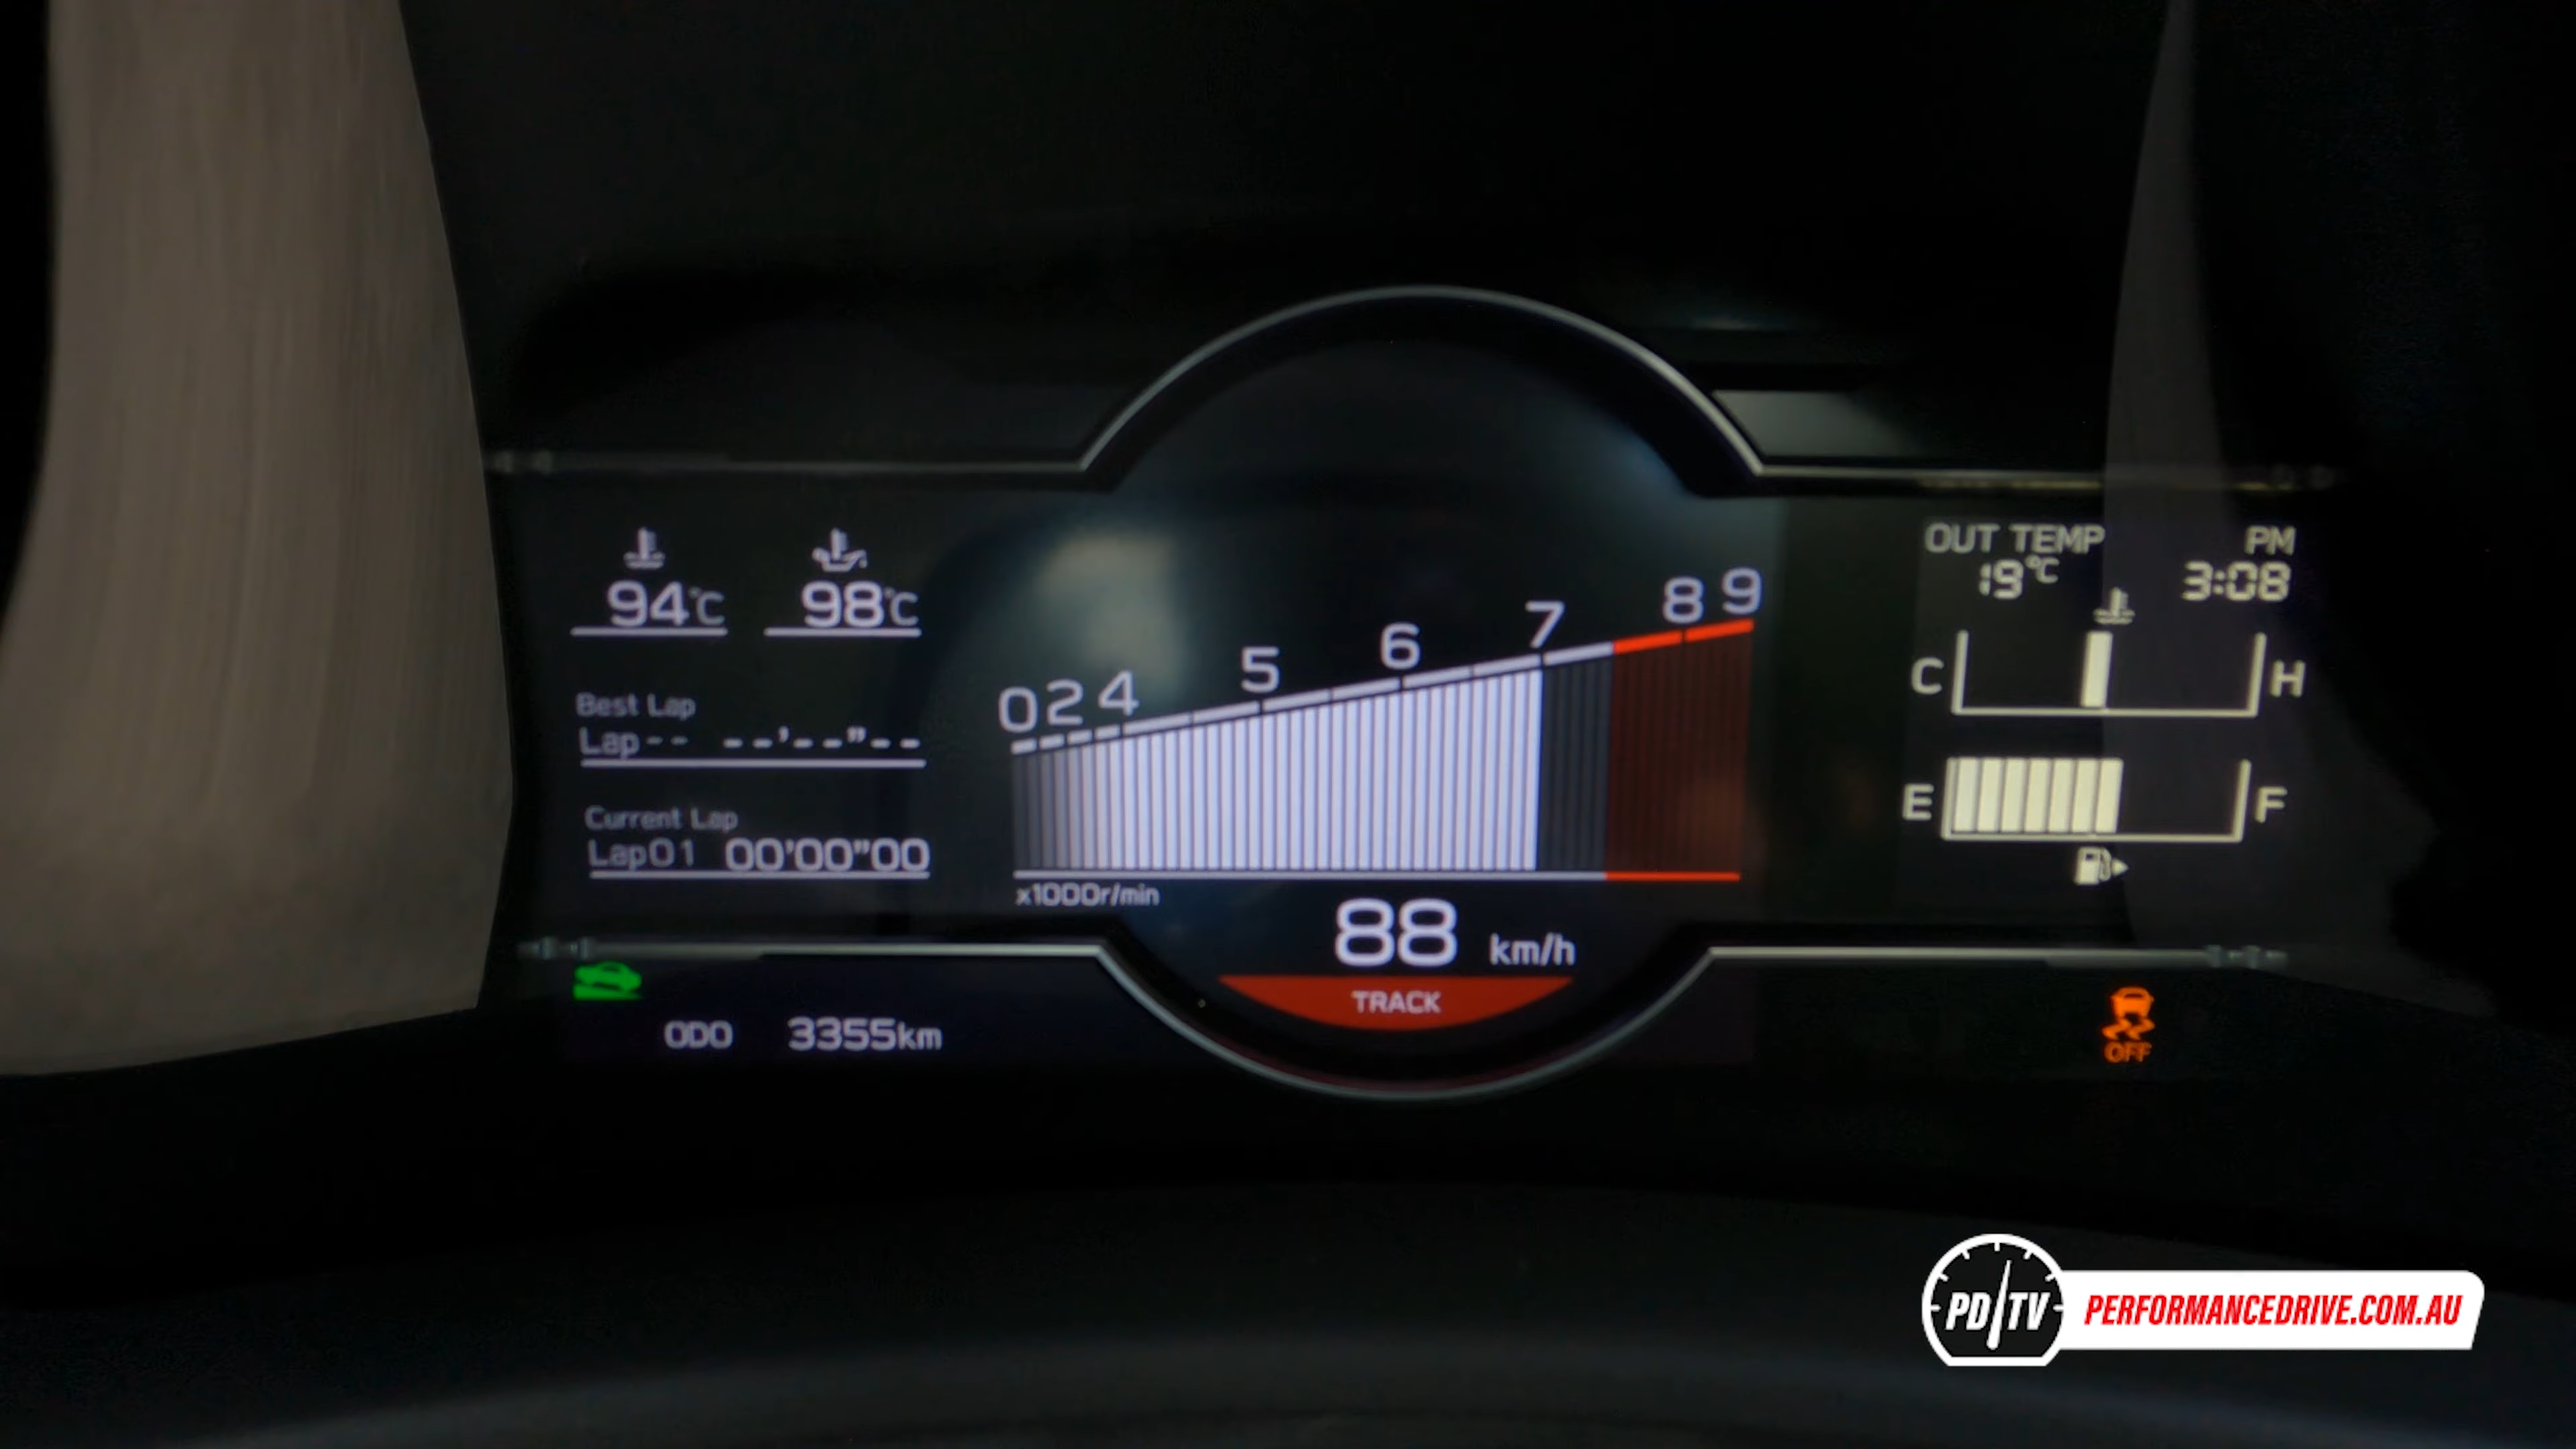 OUT TEMP PM
19°C 3:08
94°C 98°C
0 2 4 5 6 7 8 9
C H
Best Lap
Lap-- --'--"--
E F
Current Lap
Lap01 00'00"00
x1000r/min
88 km/h
TRACK
ODO 3355km
OFF
PD TV PERFORMANCEDRIVE.COM.AU